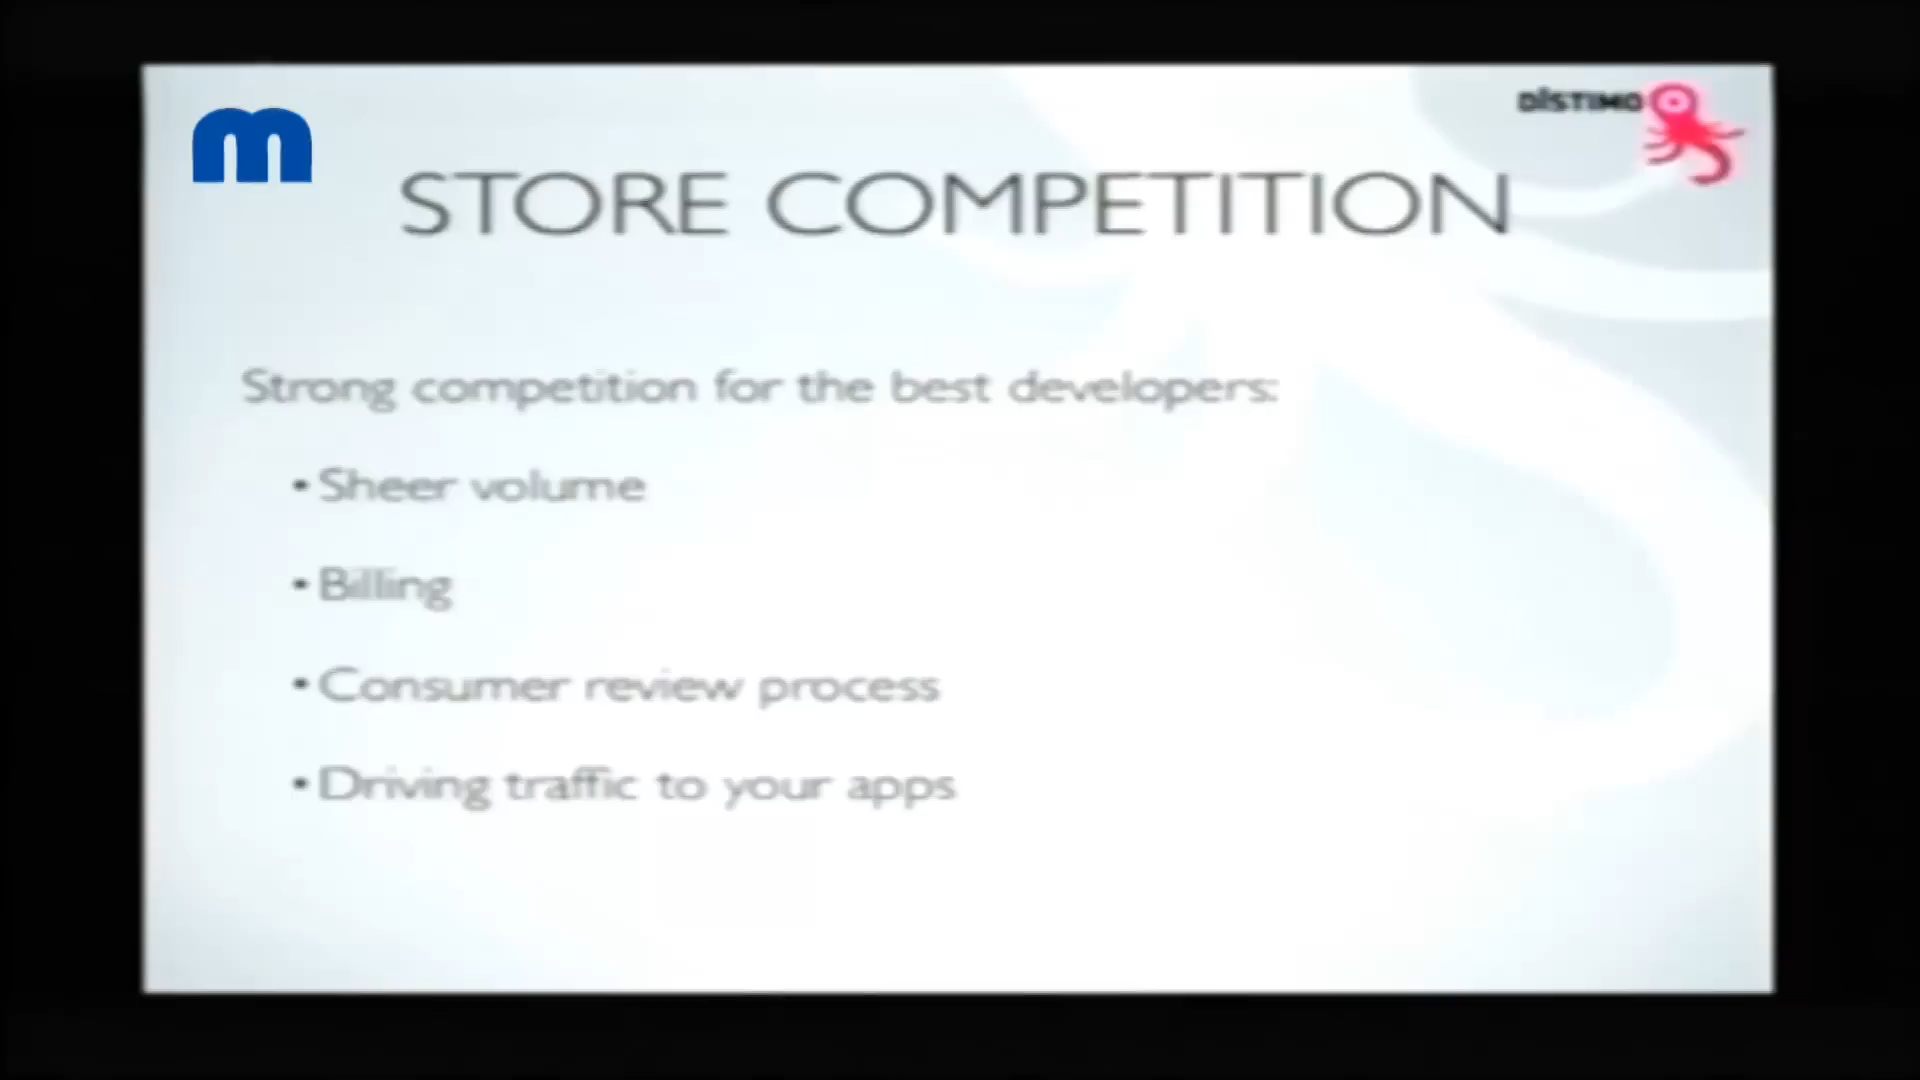 m
DISTIMO
STORE COMPETITION
Strong competition for the best developers:
• Sheer volume
• Billing
• Consumer review process
• Driving traffic to your apps